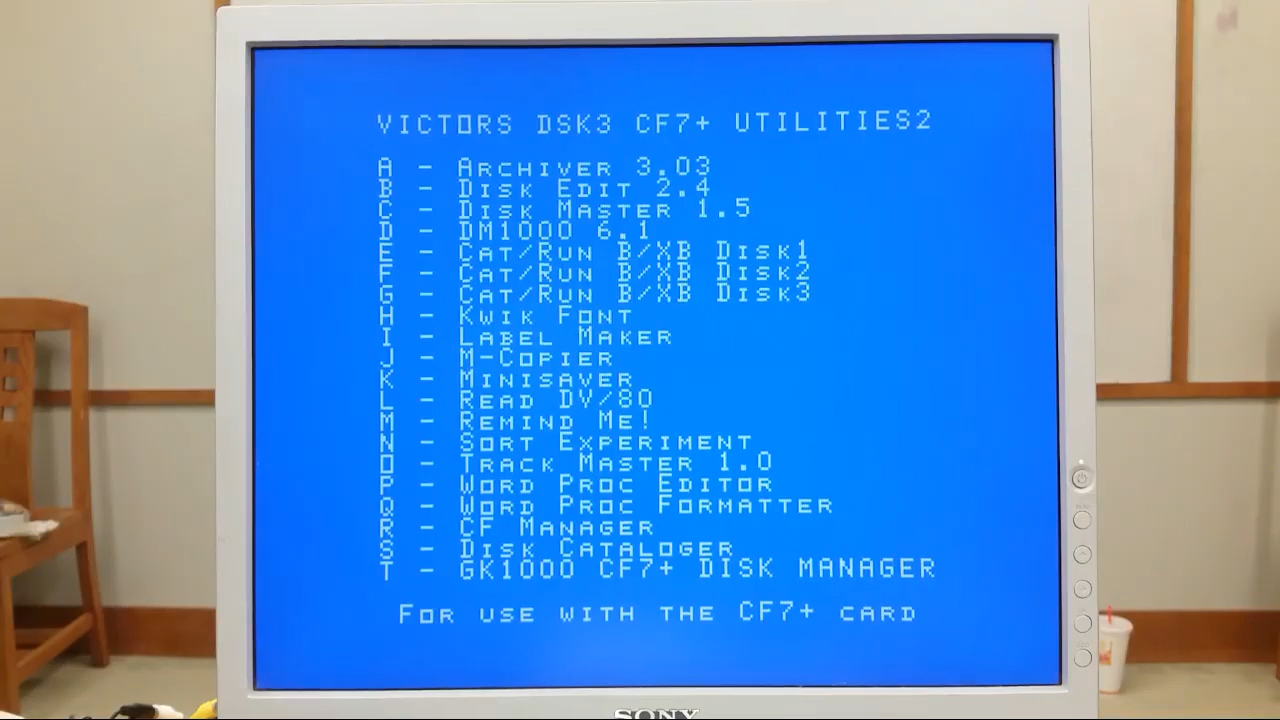 VICTORS DSK3 CF7+ UTILITIES2
A - Archiver 3.03
B - Disk Edit 2.4
C - Disk Master 1.5
D - DM1000 6.1
E - Cat/Run B/XB Disk1
F - Cat/Run B/XB Disk2
G - Cat/Run B/XB Disk3
H - Kwik Font
I - Label Maker
J - M-Copier
K - Minisaver
L - Read DV/80
M - Remind Me!
N - Sort Experiment
O - Track Master 1.0
P - Word Proc Editor
Q - Word Proc Formatter
R - CF Manager
S - Disk Cataloger
T - GK1000 CF7+ DISK MANAGER
For use with the CF7+ card
SONY